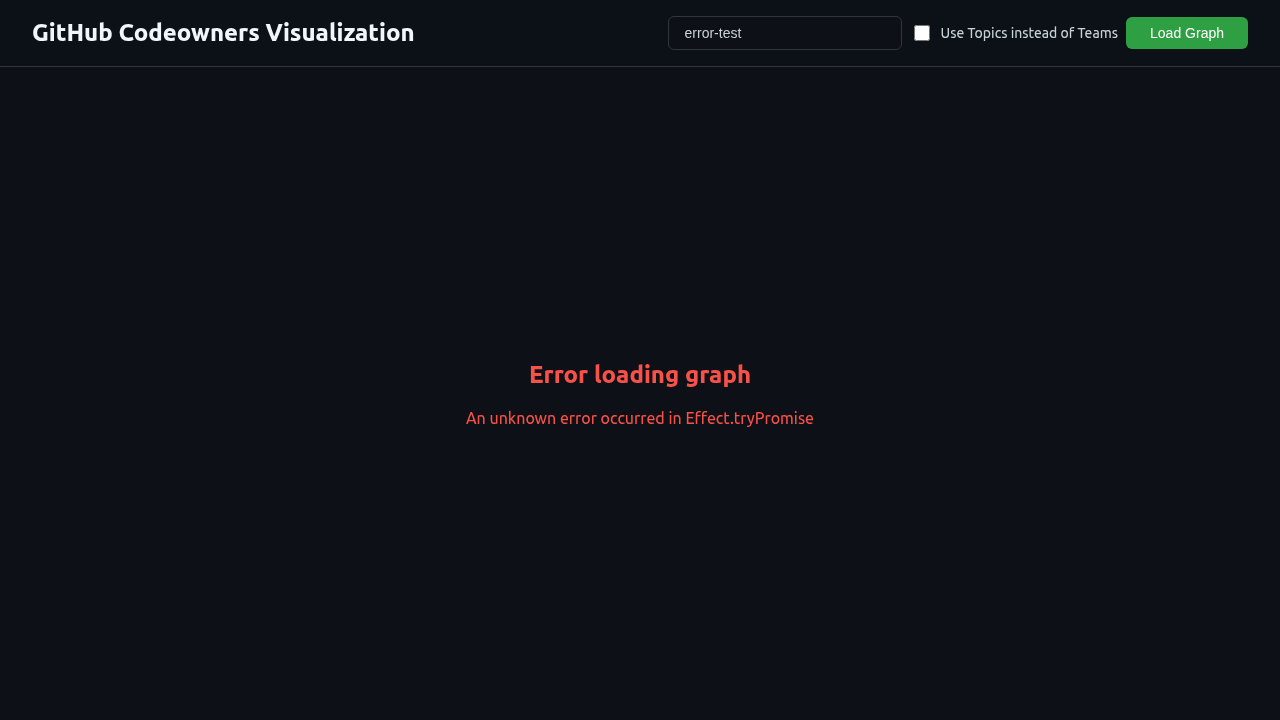 GitHub Codeowners Visualization
error-test
Use Topics instead of Teams
Load Graph
Error loading graph
An unknown error occurred in Effect.tryPromise